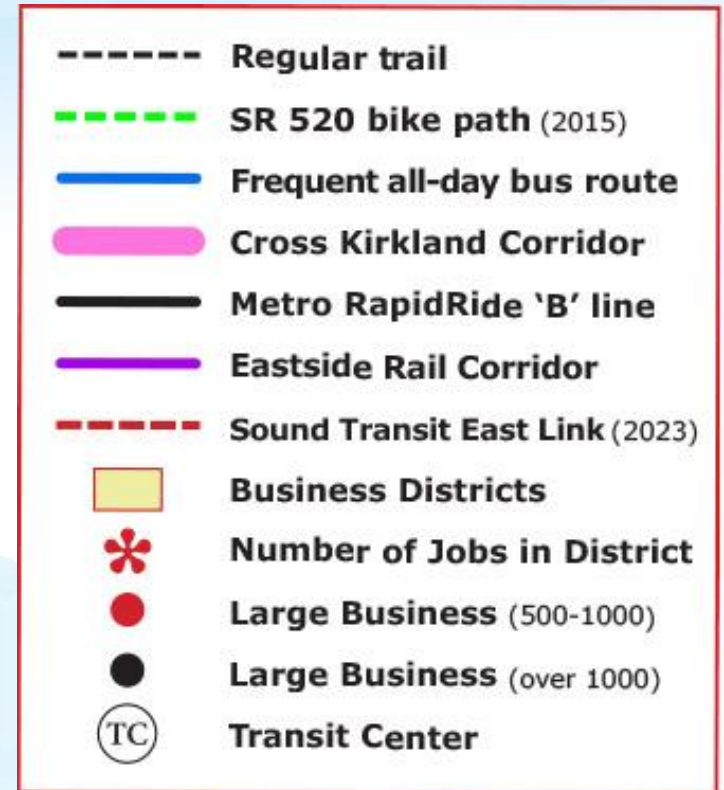 Regular trail
SR 520 bike path (2015)
Frequent all-day bus route
Cross Kirkland Corridor
Metro RapidRide ‘B’ line
Eastside Rail Corridor
Sound Transit East Link (2023)
Business Districts
Number of Jobs in District
Large Business (500-1000)
Large Business (over 1000)
TC Transit Center